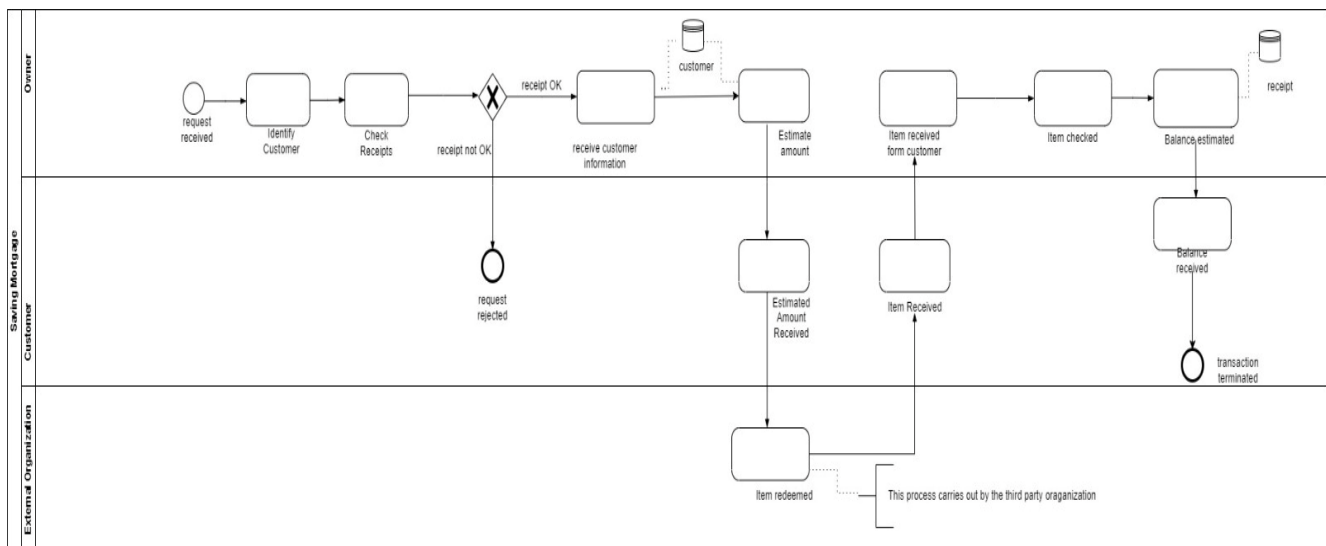 Saving Mortgage
Owner
request
received
Identify
Customer
Check
Receipts
receipt OK
receipt not OK
receive customer
information
customer
Estimate
amount
Item received
form customer
Item checked
Balance estimated
receipt
Customer
request
rejected
Estimated
Amount
Received
Item Received
Balance
received
transaction
terminated
External Organization
Item redeemed
This process carries out by the third party oraganization